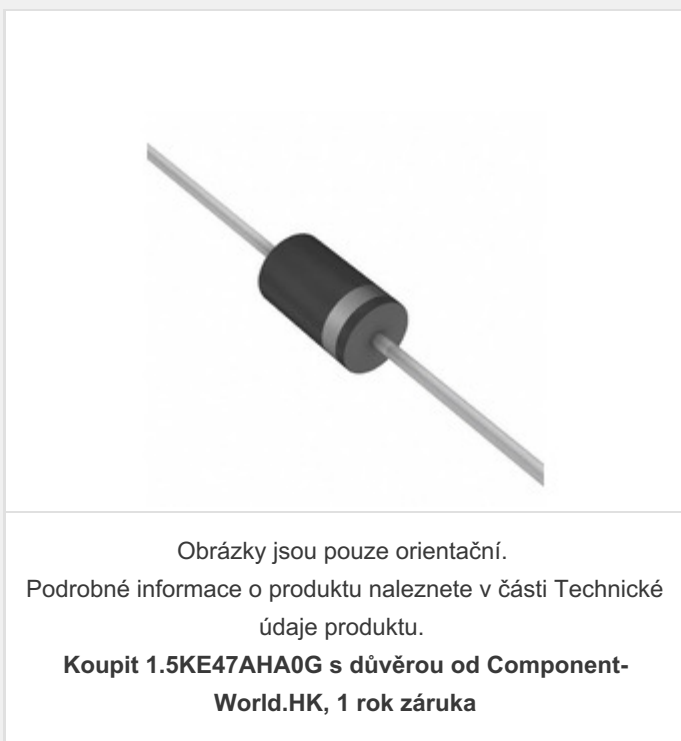 Obrázky jsou pouze orientační.
Podrobné informace o produktu naleznete v části Technické
údaje produktu.
Koupit 1.5KE47AHA0G s důvěrou od Component-
World.HK, 1 rok záruka